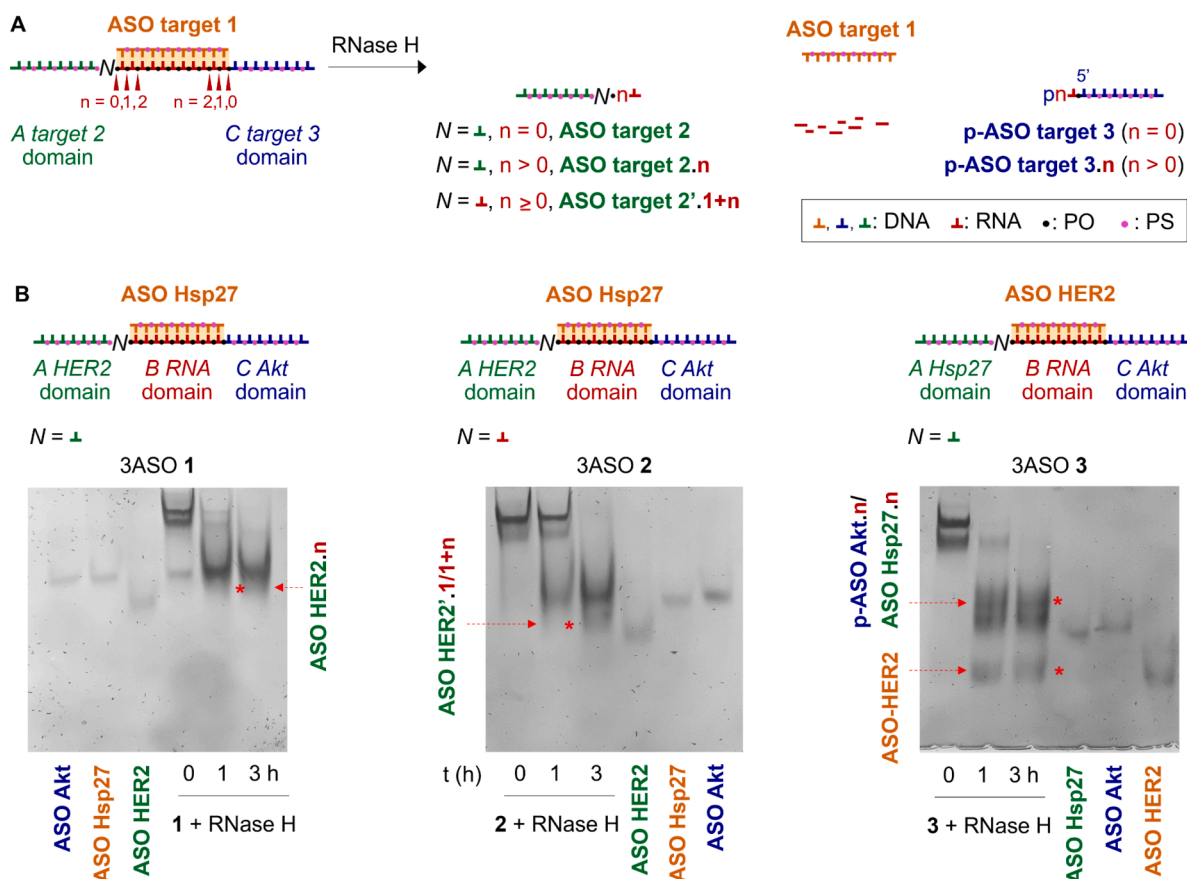 A
ASO target 1
N
n = 0,1,2
n = 2,1,0
A target 2
domain
C target 3
domain
RNase H
N•n
N = ┴, n = 0, ASO target 2
N = ┴, n > 0, ASO target 2.n
N = ┴, n ≥ 0, ASO target 2'.1+n
ASO target 1
5'
pn
p-ASO target 3 (n = 0)
p-ASO target 3.n (n > 0)
┴, ┴, ┴: DNA ┴: RNA •: PO •: PS
B
ASO Hsp27
N
A HER2
domain
B RNA
domain
C Akt
domain
N = ┴
3ASO 1
*
ASO HER2.n
ASO Akt
ASO Hsp27
ASO HER2
0 1 3 h
1 + RNase H
ASO Hsp27
N
A HER2
domain
B RNA
domain
C Akt
domain
N = ┴
3ASO 2
ASO HER2'.1/1+n
*
t (h) 0 1 3
2 + RNase H
ASO HER2
ASO Hsp27
ASO Akt
ASO HER2
N
A Hsp27
domain
B RNA
domain
C Akt
domain
N = ┴
3ASO 3
p-ASO Akt.n/
ASO Hsp27.n
ASO-HER2
*
*
0 1 3 h
3 + RNase H
ASO Hsp27
ASO Akt
ASO HER2